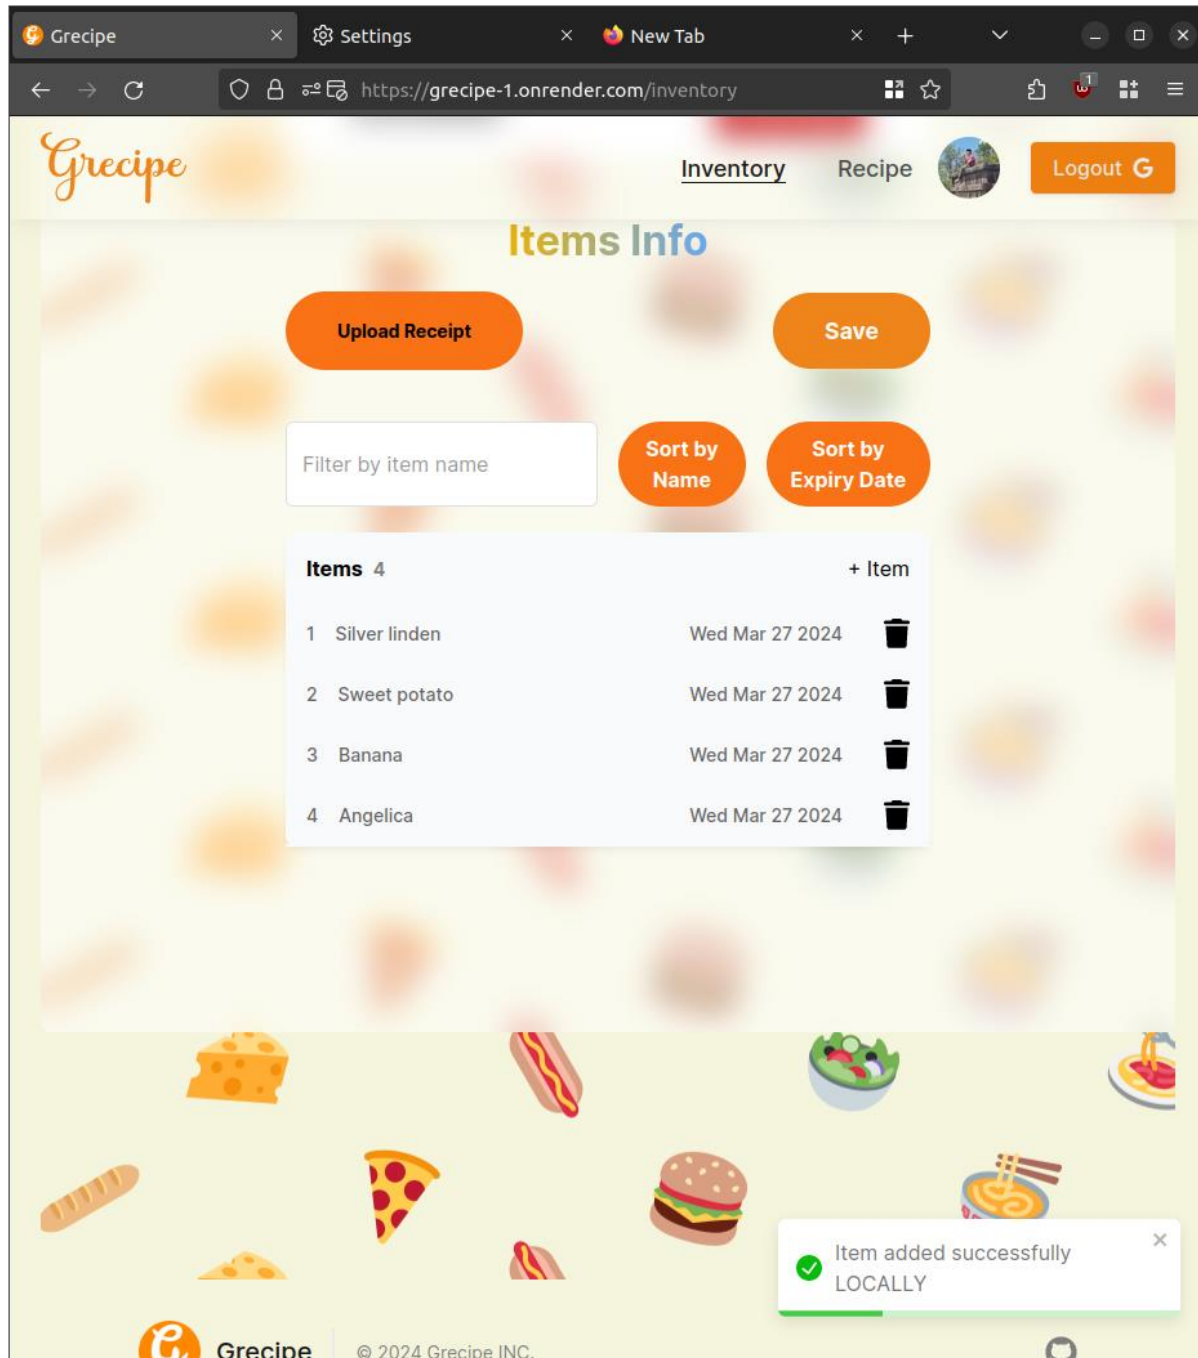 Grecipe
Settings
New Tab
https://grecipe-1.onrender.com/inventory
1
Grecipe
Inventory
Recipe
Logout G
Items Info
Upload Receipt
Save
Filter by item name
Sort by
Name
Sort by
Expiry Date
Items 4
+ Item
1 Silver linden Wed Mar 27 2024
2 Sweet potato Wed Mar 27 2024
3 Banana Wed Mar 27 2024
4 Angelica Wed Mar 27 2024
Item added successfully
LOCALLY
Grecipe
© 2024 Grecipe INC.